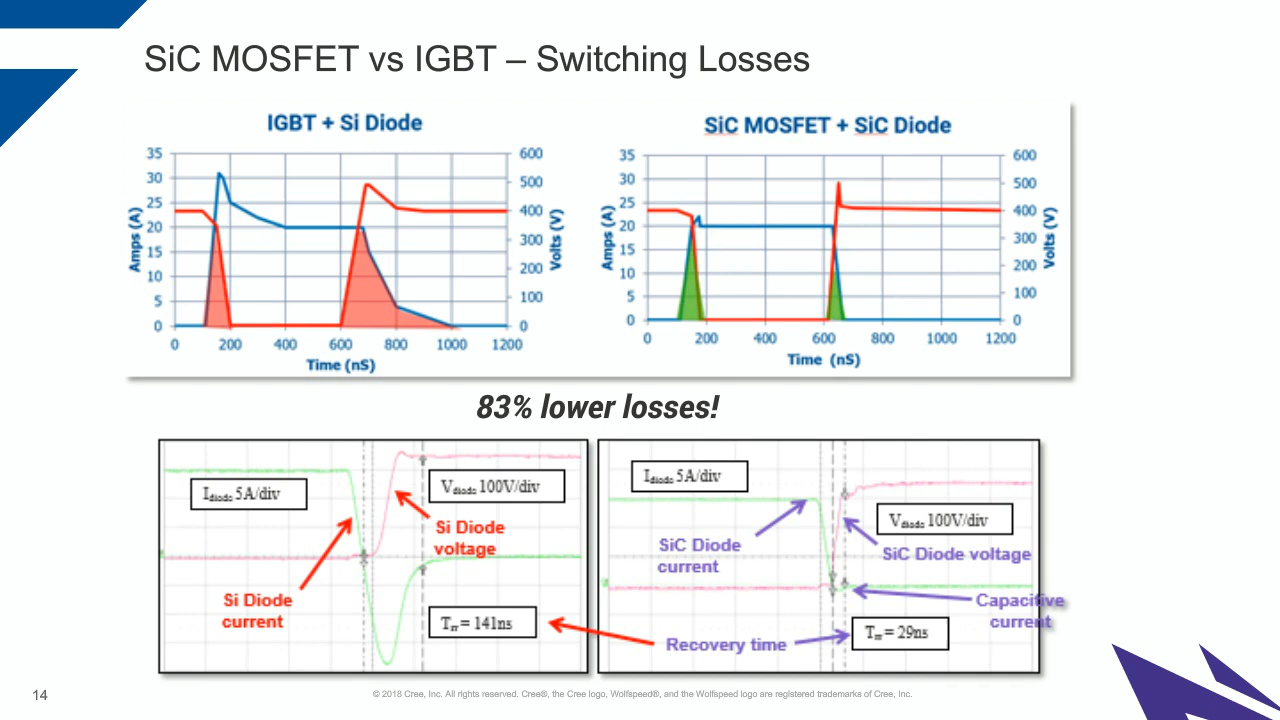 SiC MOSFET vs IGBT – Switching Losses
IGBT + Si Diode
35
30
25
20
15
10
5
0
Amps (A)
600
500
400
300
200
100
0
Volts (V)
0 200 400 600 800 1000 1200
Time (nS)
SiC MOSFET + SiC Diode
35
30
25
20
15
10
5
0
Amps (A)
600
500
400
300
200
100
0
Volts (V)
0 200 400 600 800 1000 1200
Time (nS)
83% lower losses!
Idiode 5A/div
Vdiode 100V/div
Si Diode
voltage
Si Diode
current
Trr = 141ns
Idiode 5A/div
Vdiode 100V/div
SiC Diode
current
SiC Diode voltage
Capacitive
current
Recovery time
Trr = 29ns
14
© 2018 Cree, Inc. All rights reserved. Cree®, the Cree logo, Wolfspeed®, and the Wolfspeed logo are registered trademarks of Cree, Inc.